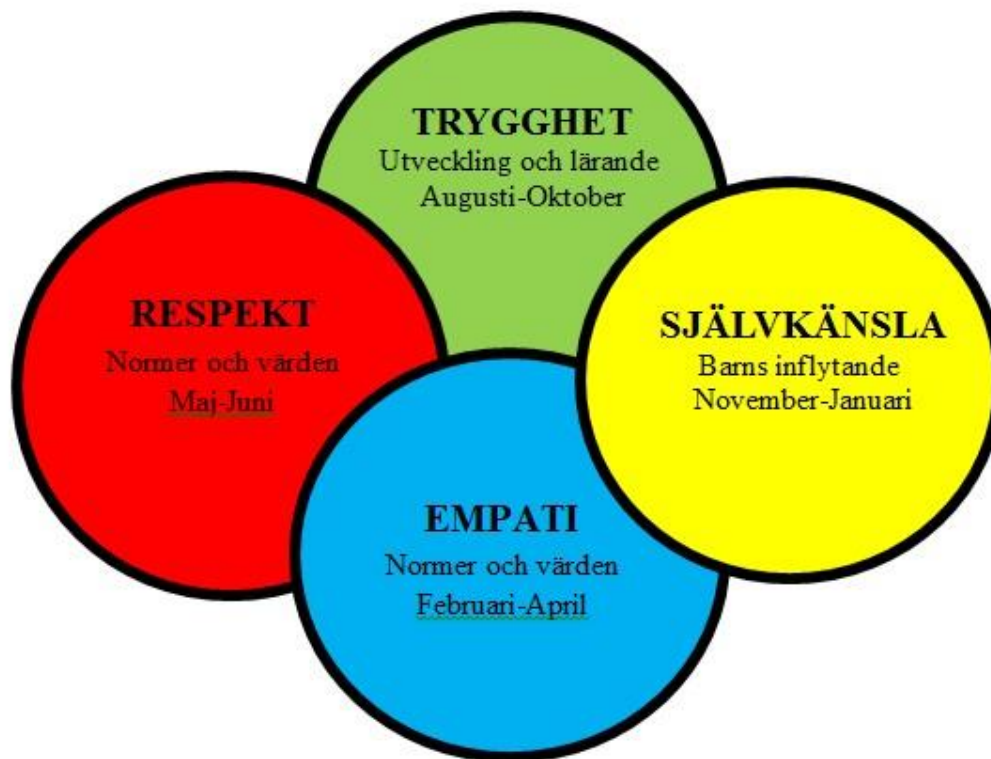 TRYGGHET
Utveckling och lärande
Augusti-Oktober
RESPEKT
Normer och värden
Maj-Juni
SJÄLVKÄNSLA
Barns inflytande
November-Januari
EMPATI
Normer och värden
Februari-April